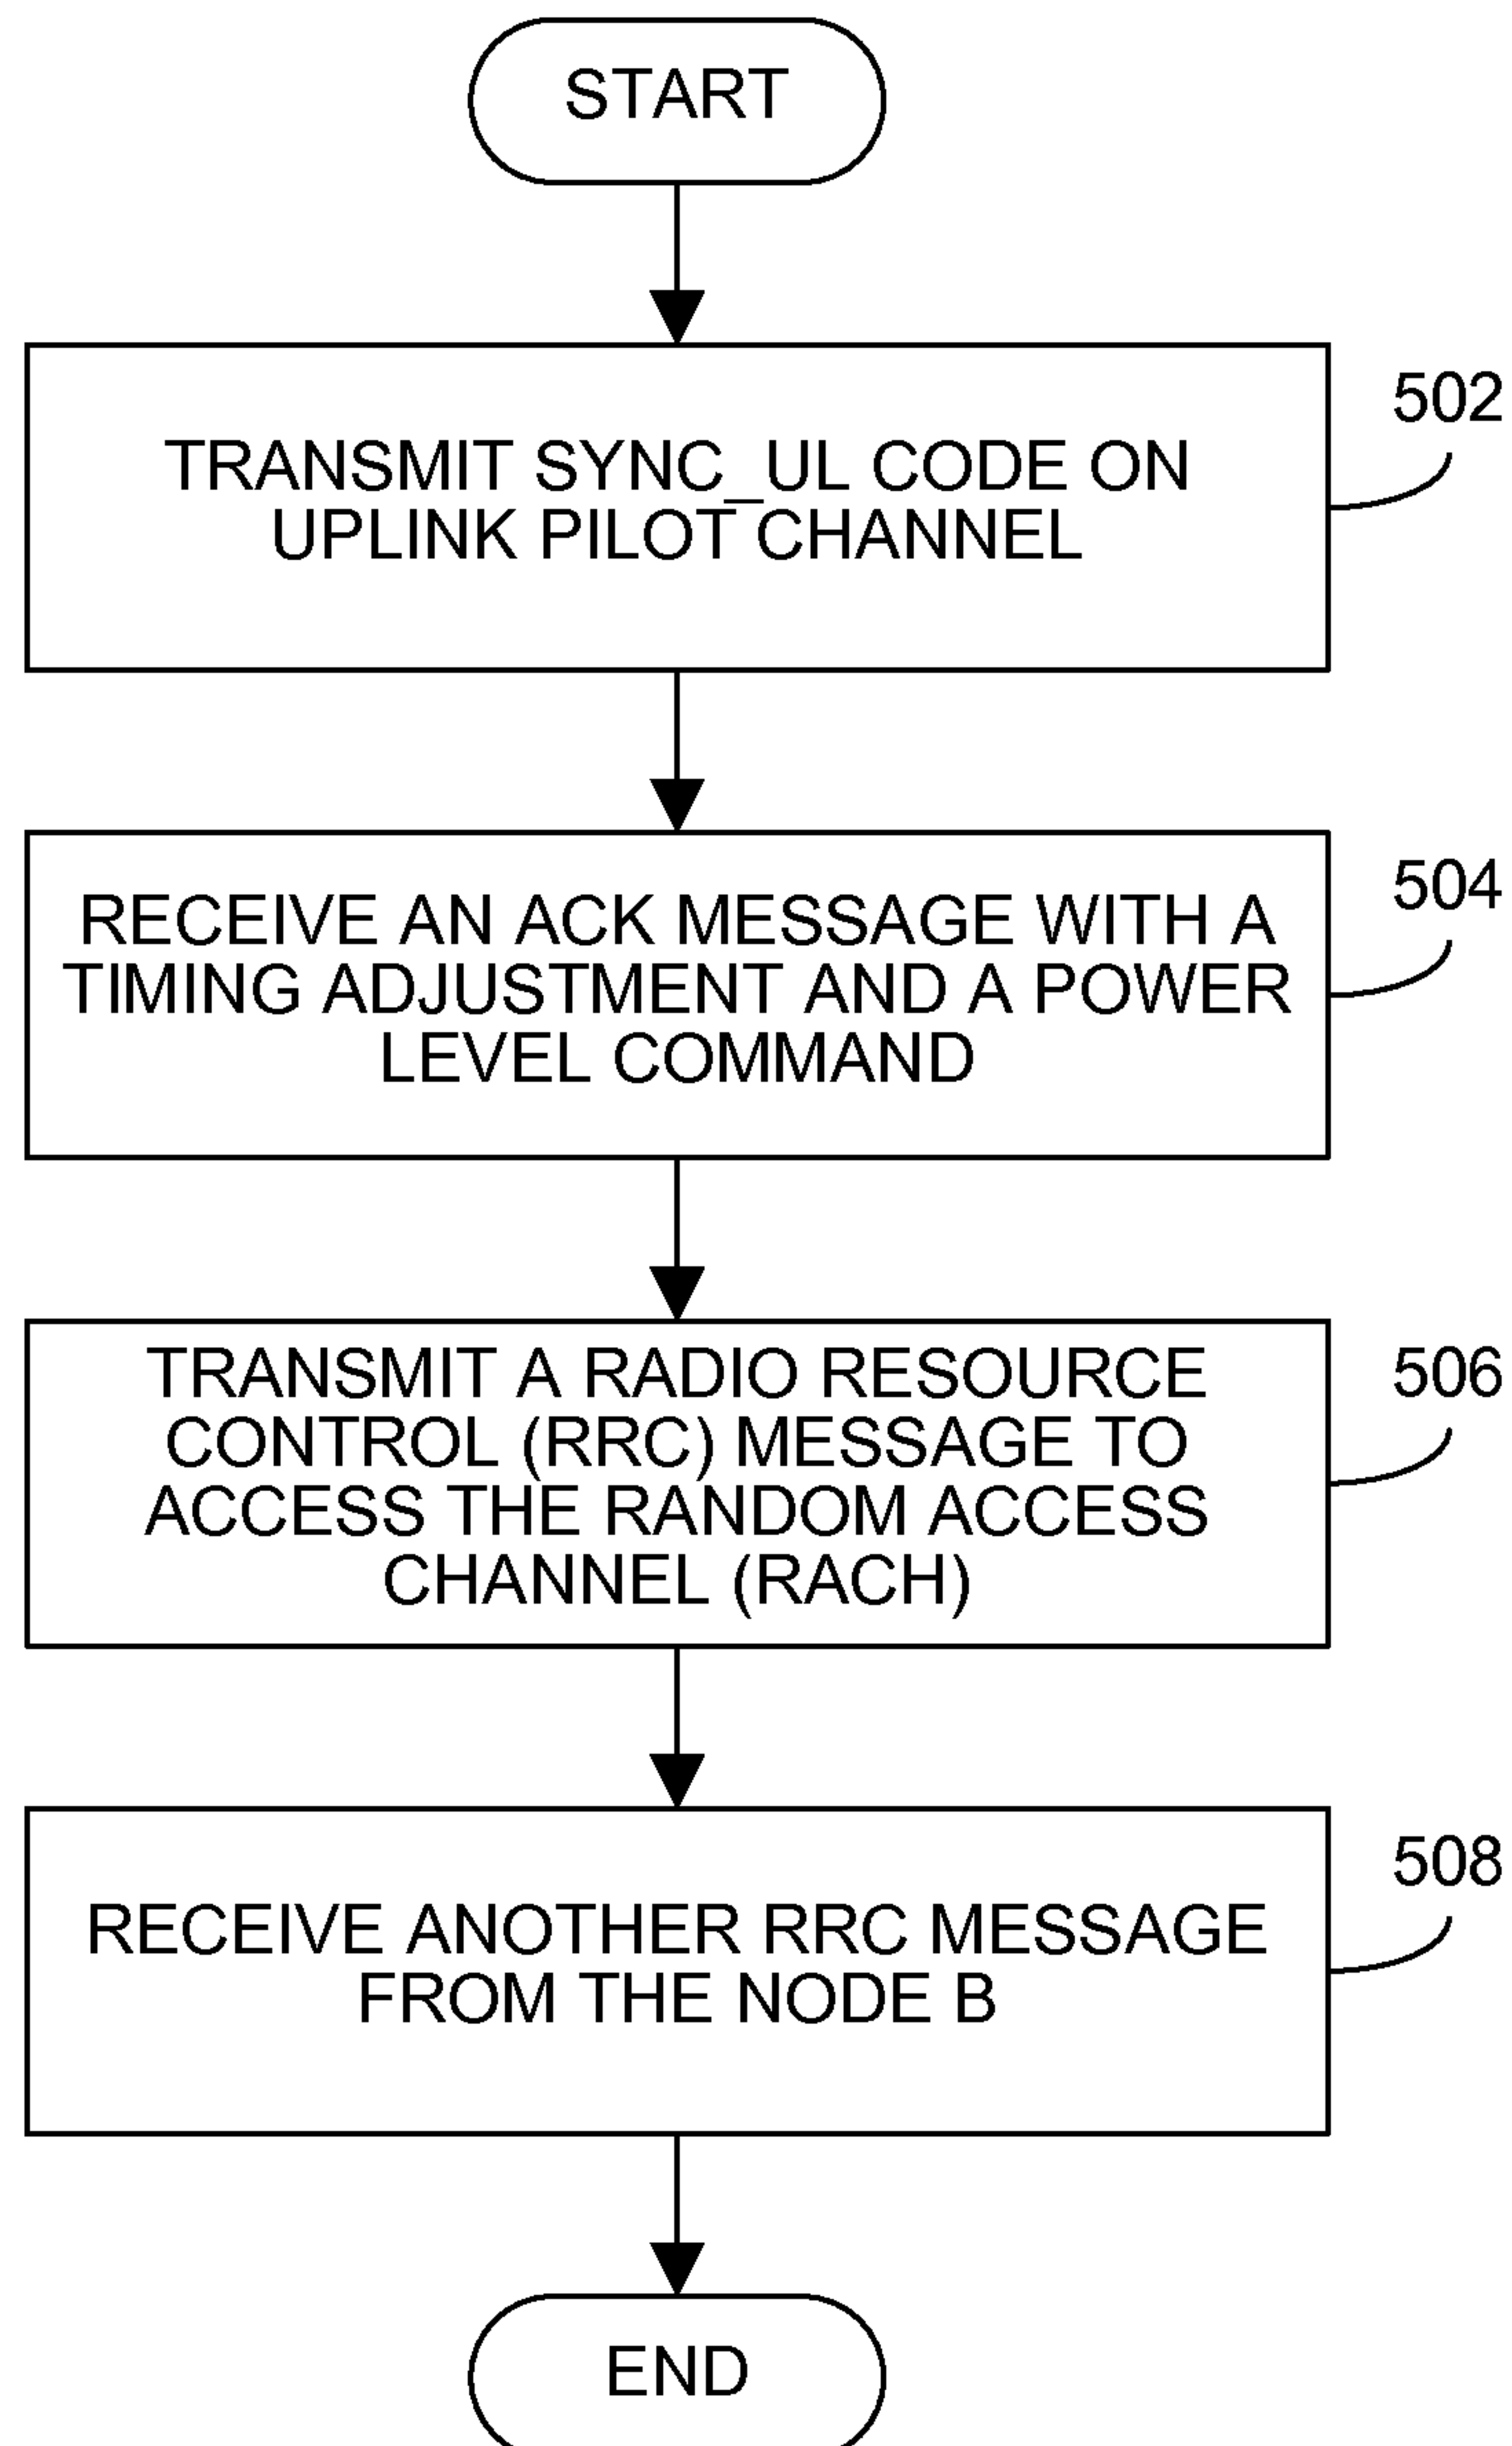 START
502
TRANSMIT SYNC_UL CODE ON
UPLINK PILOT CHANNEL
504
RECEIVE AN ACK MESSAGE WITH A
TIMING ADJUSTMENT AND A POWER
LEVEL COMMAND
506
TRANSMIT A RADIO RESOURCE
CONTROL (RRC) MESSAGE TO
ACCESS THE RANDOM ACCESS
CHANNEL (RACH)
508
RECEIVE ANOTHER RRC MESSAGE
FROM THE NODE B
END